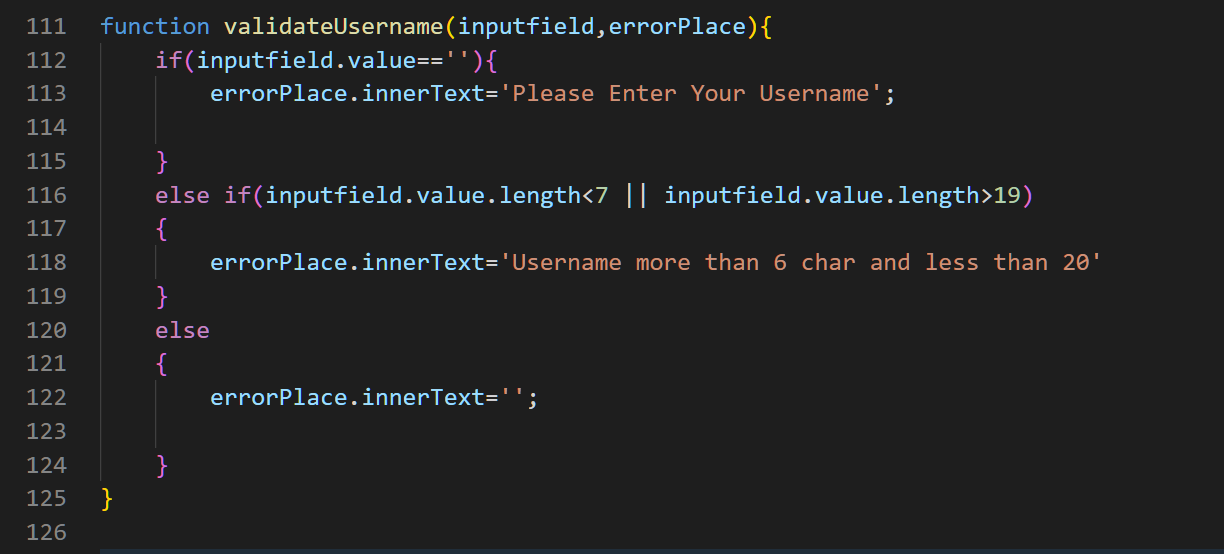 111 function validateUsername(inputfield,errorPlace){
112     if(inputfield.value==''){
113         errorPlace.innerText='Please Enter Your Username';
114
115     }
116     else if(inputfield.value.length<7 || inputfield.value.length>19)
117     {
118         errorPlace.innerText='Username more than 6 char and less than 20'
119     }
120     else
121     {
122         errorPlace.innerText='';
123
124     }
125 }
126